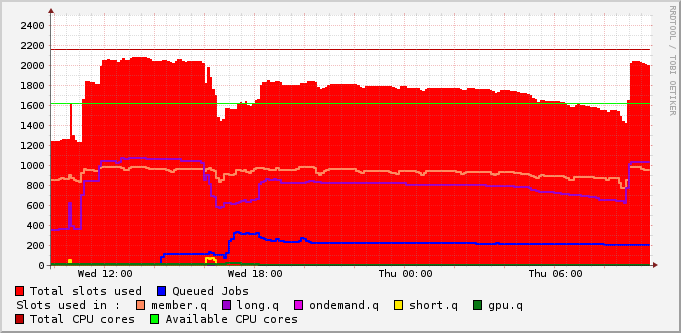 2400
2200
2000
1800
1600
1400
1200
1000
800
600
400
200
0
Wed 12:00 Wed 18:00 Thu 00:00 Thu 06:00
RRDTOOL / TOBI OETIKER
Total slots used Queued Jobs
Slots used in : member.q long.q ondemand.q short.q gpu.q
Total CPU cores Available CPU cores